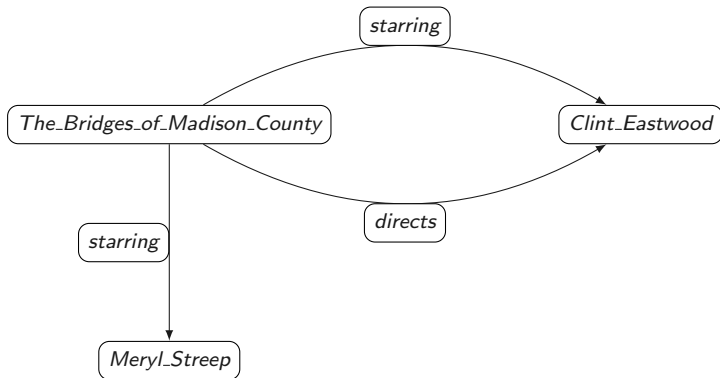 starring
The_Bridges_of_Madison_County
Clint_Eastwood
directs
starring
Meryl_Streep